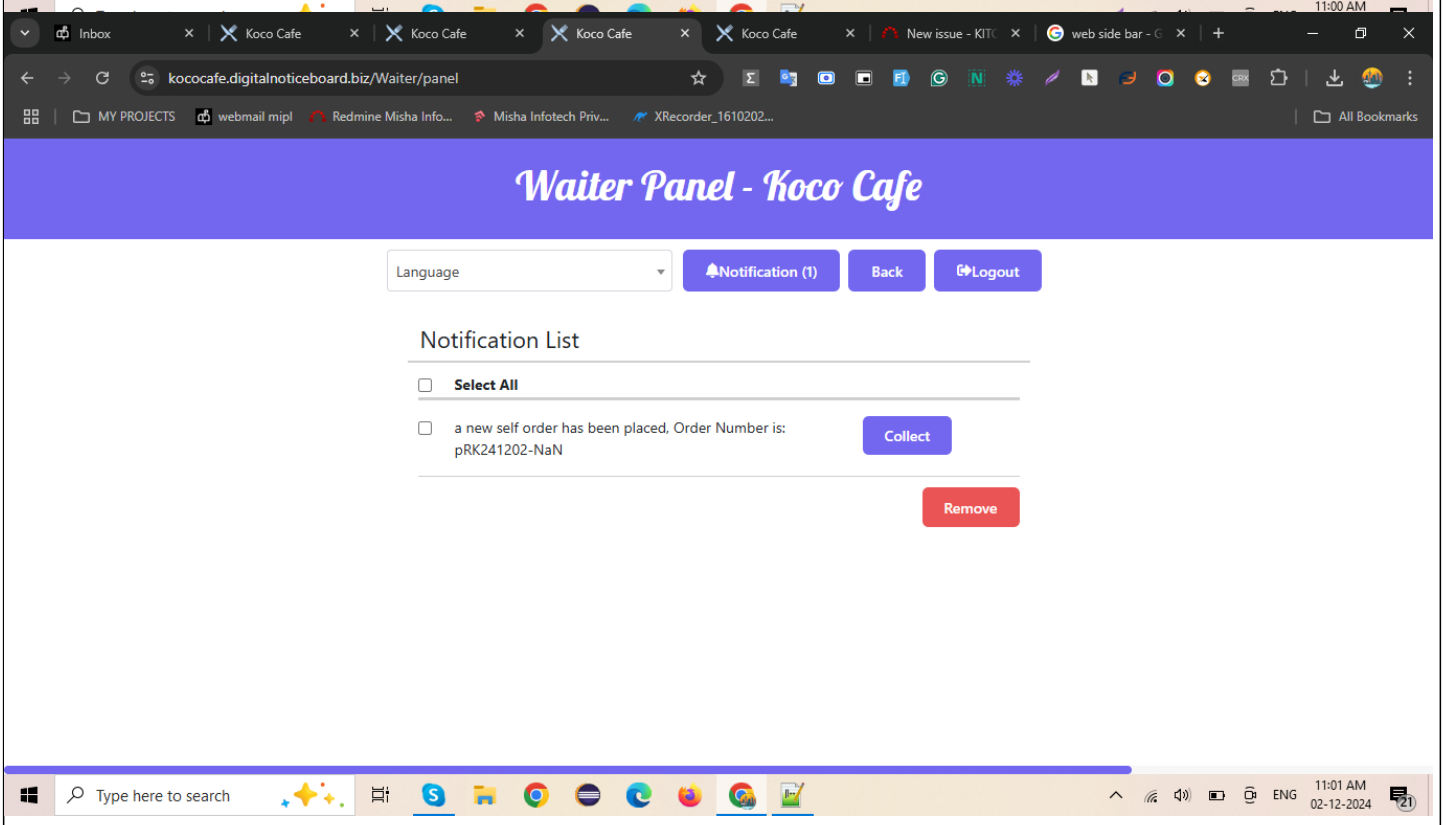 11:00 AM
Inbox
Koco Cafe
Koco Cafe
Koco Cafe
Koco Cafe
New issue - KIT
web side bar - G
kococafe.digitalnoticeboard.biz/Waiter/panel
CRX
MY PROJECTS
webmail mipl
Redmine Misha Info...
Misha Infotech Priv...
XRecorder_1610202...
All Bookmarks
Waiter Panel - Koco Cafe
Language
Notification (1)
Back
Logout
Notification List
Select All
a new self order has been placed, Order Number is:
pRK241202-NaN
Collect
Remove
Type here to search
ENG
11:01 AM
02-12-2024
21